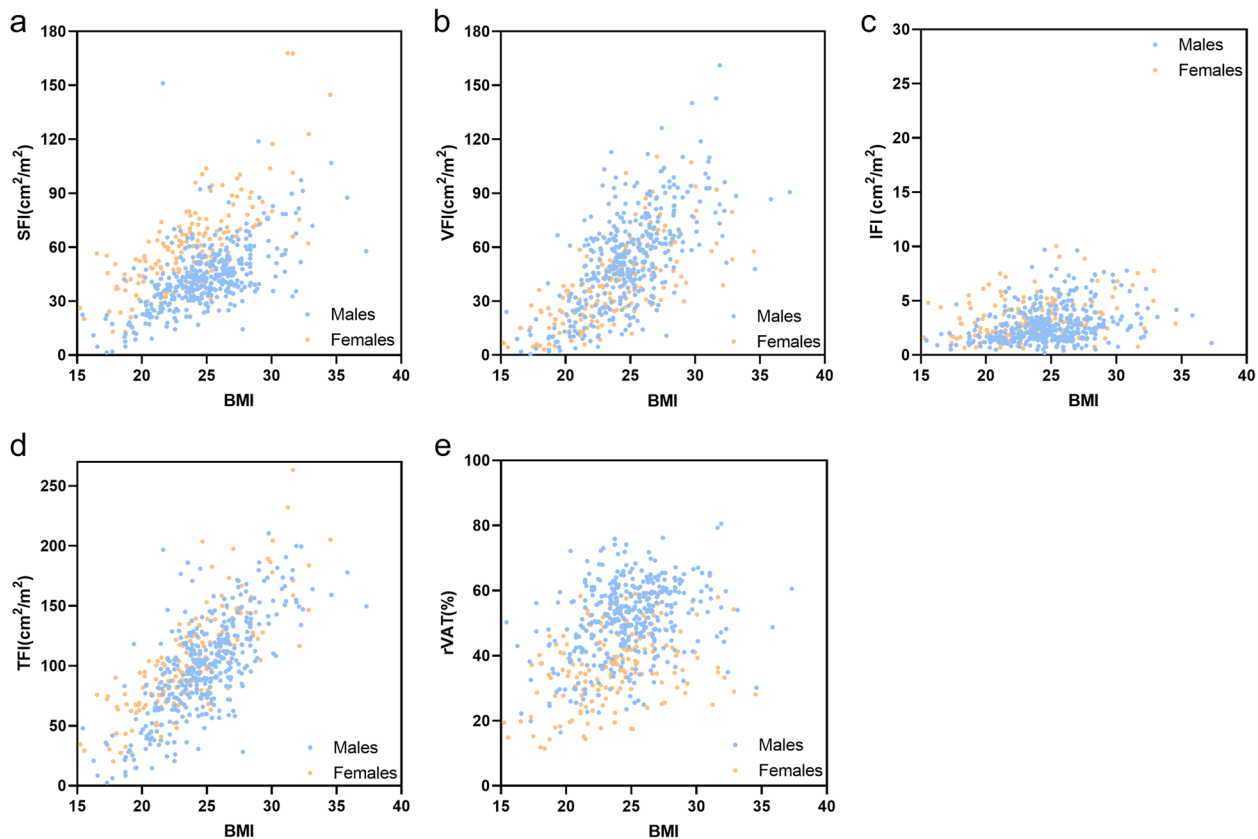 a
180
150
120
90
60
30
0
SFI(cm²/m²)
15 20 25 30 35 40
BMI
Males
Females
b
180
150
120
90
60
30
0
VFI(cm²/m²)
15 20 25 30 35 40
BMI
Males
Females
c
30
25
20
15
10
5
0
IFI (cm²/m²)
15 20 25 30 35 40
BMI
Males
Females
d
250
200
150
100
50
0
TFI(cm²/m²)
15 20 25 30 35 40
BMI
Males
Females
e
100
80
60
40
20
0
rVAT(%)
15 20 25 30 35 40
BMI
Males
Females